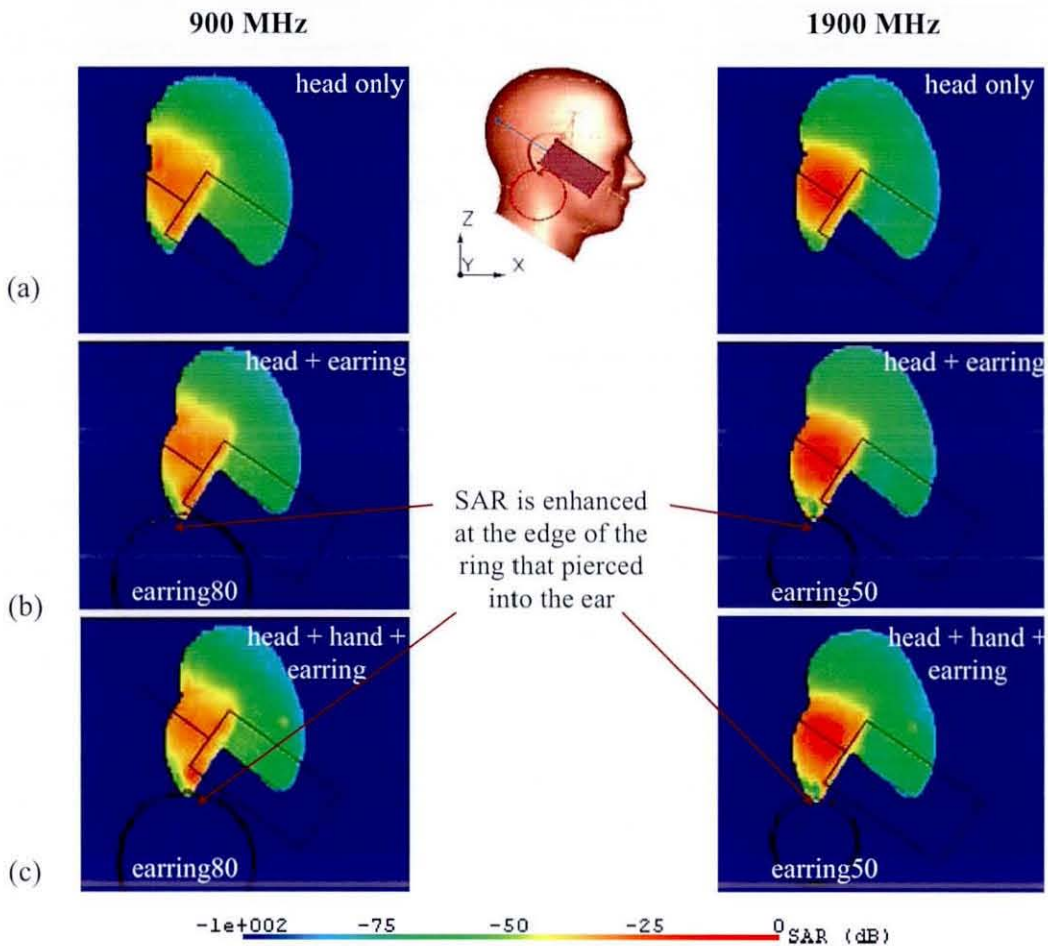 900 MHz
1900 MHz
head only
head only
Z
Y
X
(a)
head + earring
head + earring
SAR is enhanced
at the edge of the
ring that pierced
into the ear
earring80
earring50
(b)
head + hand +
earring
head + hand +
earring
earring80
earring50
(c)
-1e+002 -75 -50 -25 0 SAR (dB)